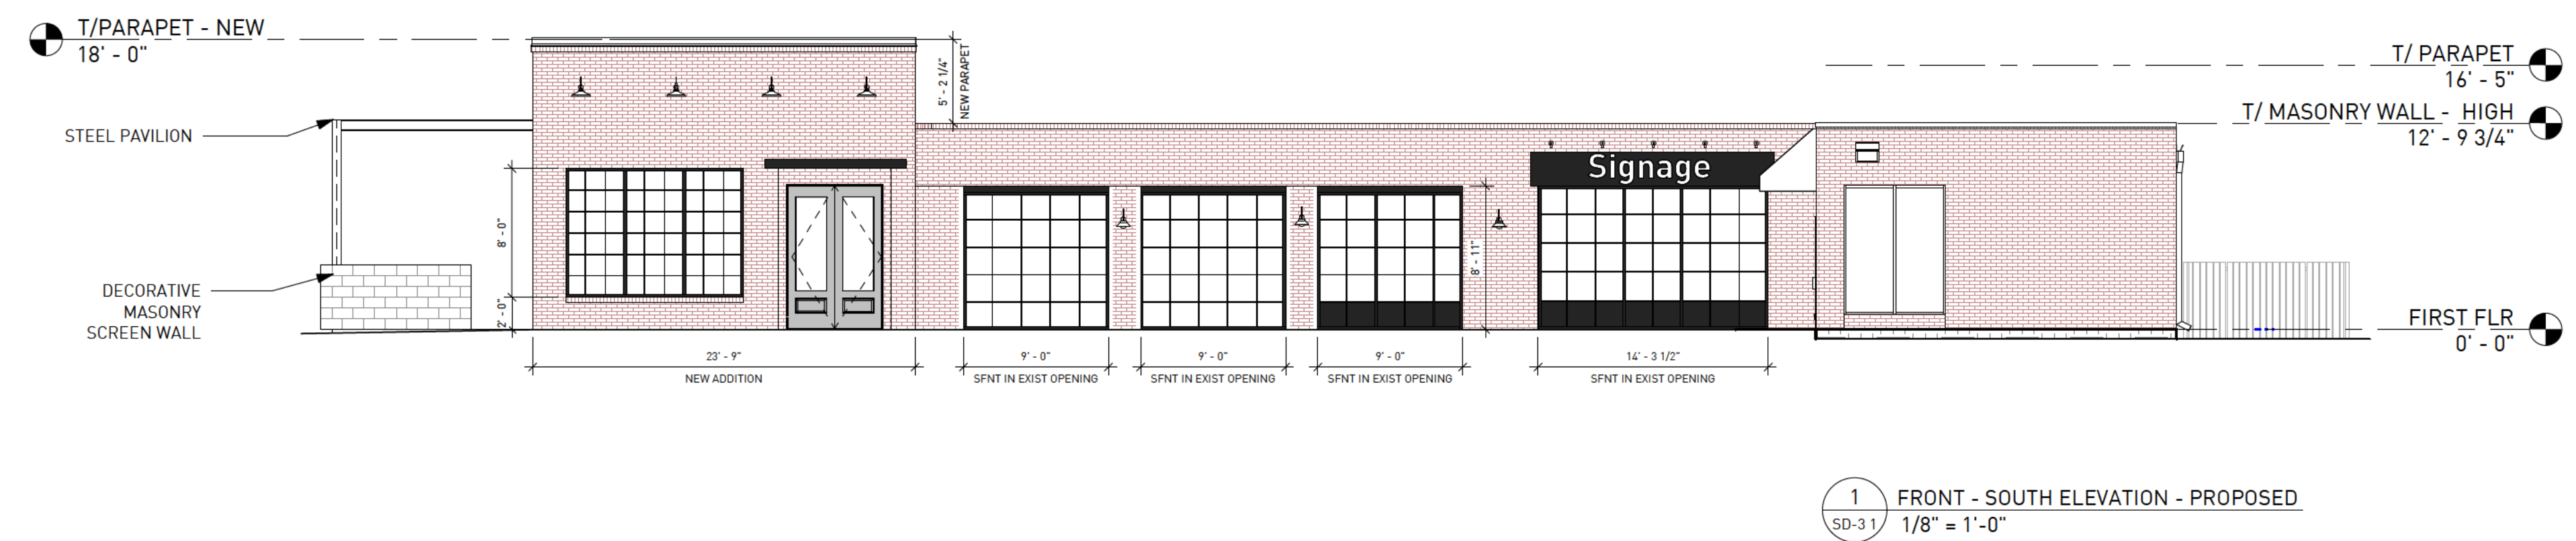 T/PARAPET - NEW
18' - 0"
T/ PARAPET
16' - 5"
T/ MASONRY WALL - HIGH
12' - 9 3/4"
5' - 2 1/4"
NEW PARAPET
STEEL PAVILION
Signage
8' - 0"
8' - 11"
DECORATIVE
MASONRY
SCREEN WALL
2' - 0"
FIRST FLR
0' - 0"
23' - 9"
NEW ADDITION
9' - 0"
SFNT IN EXIST OPENING
9' - 0"
SFNT IN EXIST OPENING
9' - 0"
SFNT IN EXIST OPENING
14' - 3 1/2"
SFNT IN EXIST OPENING
1
SD-3 1
FRONT - SOUTH ELEVATION - PROPOSED
1/8" = 1'-0"